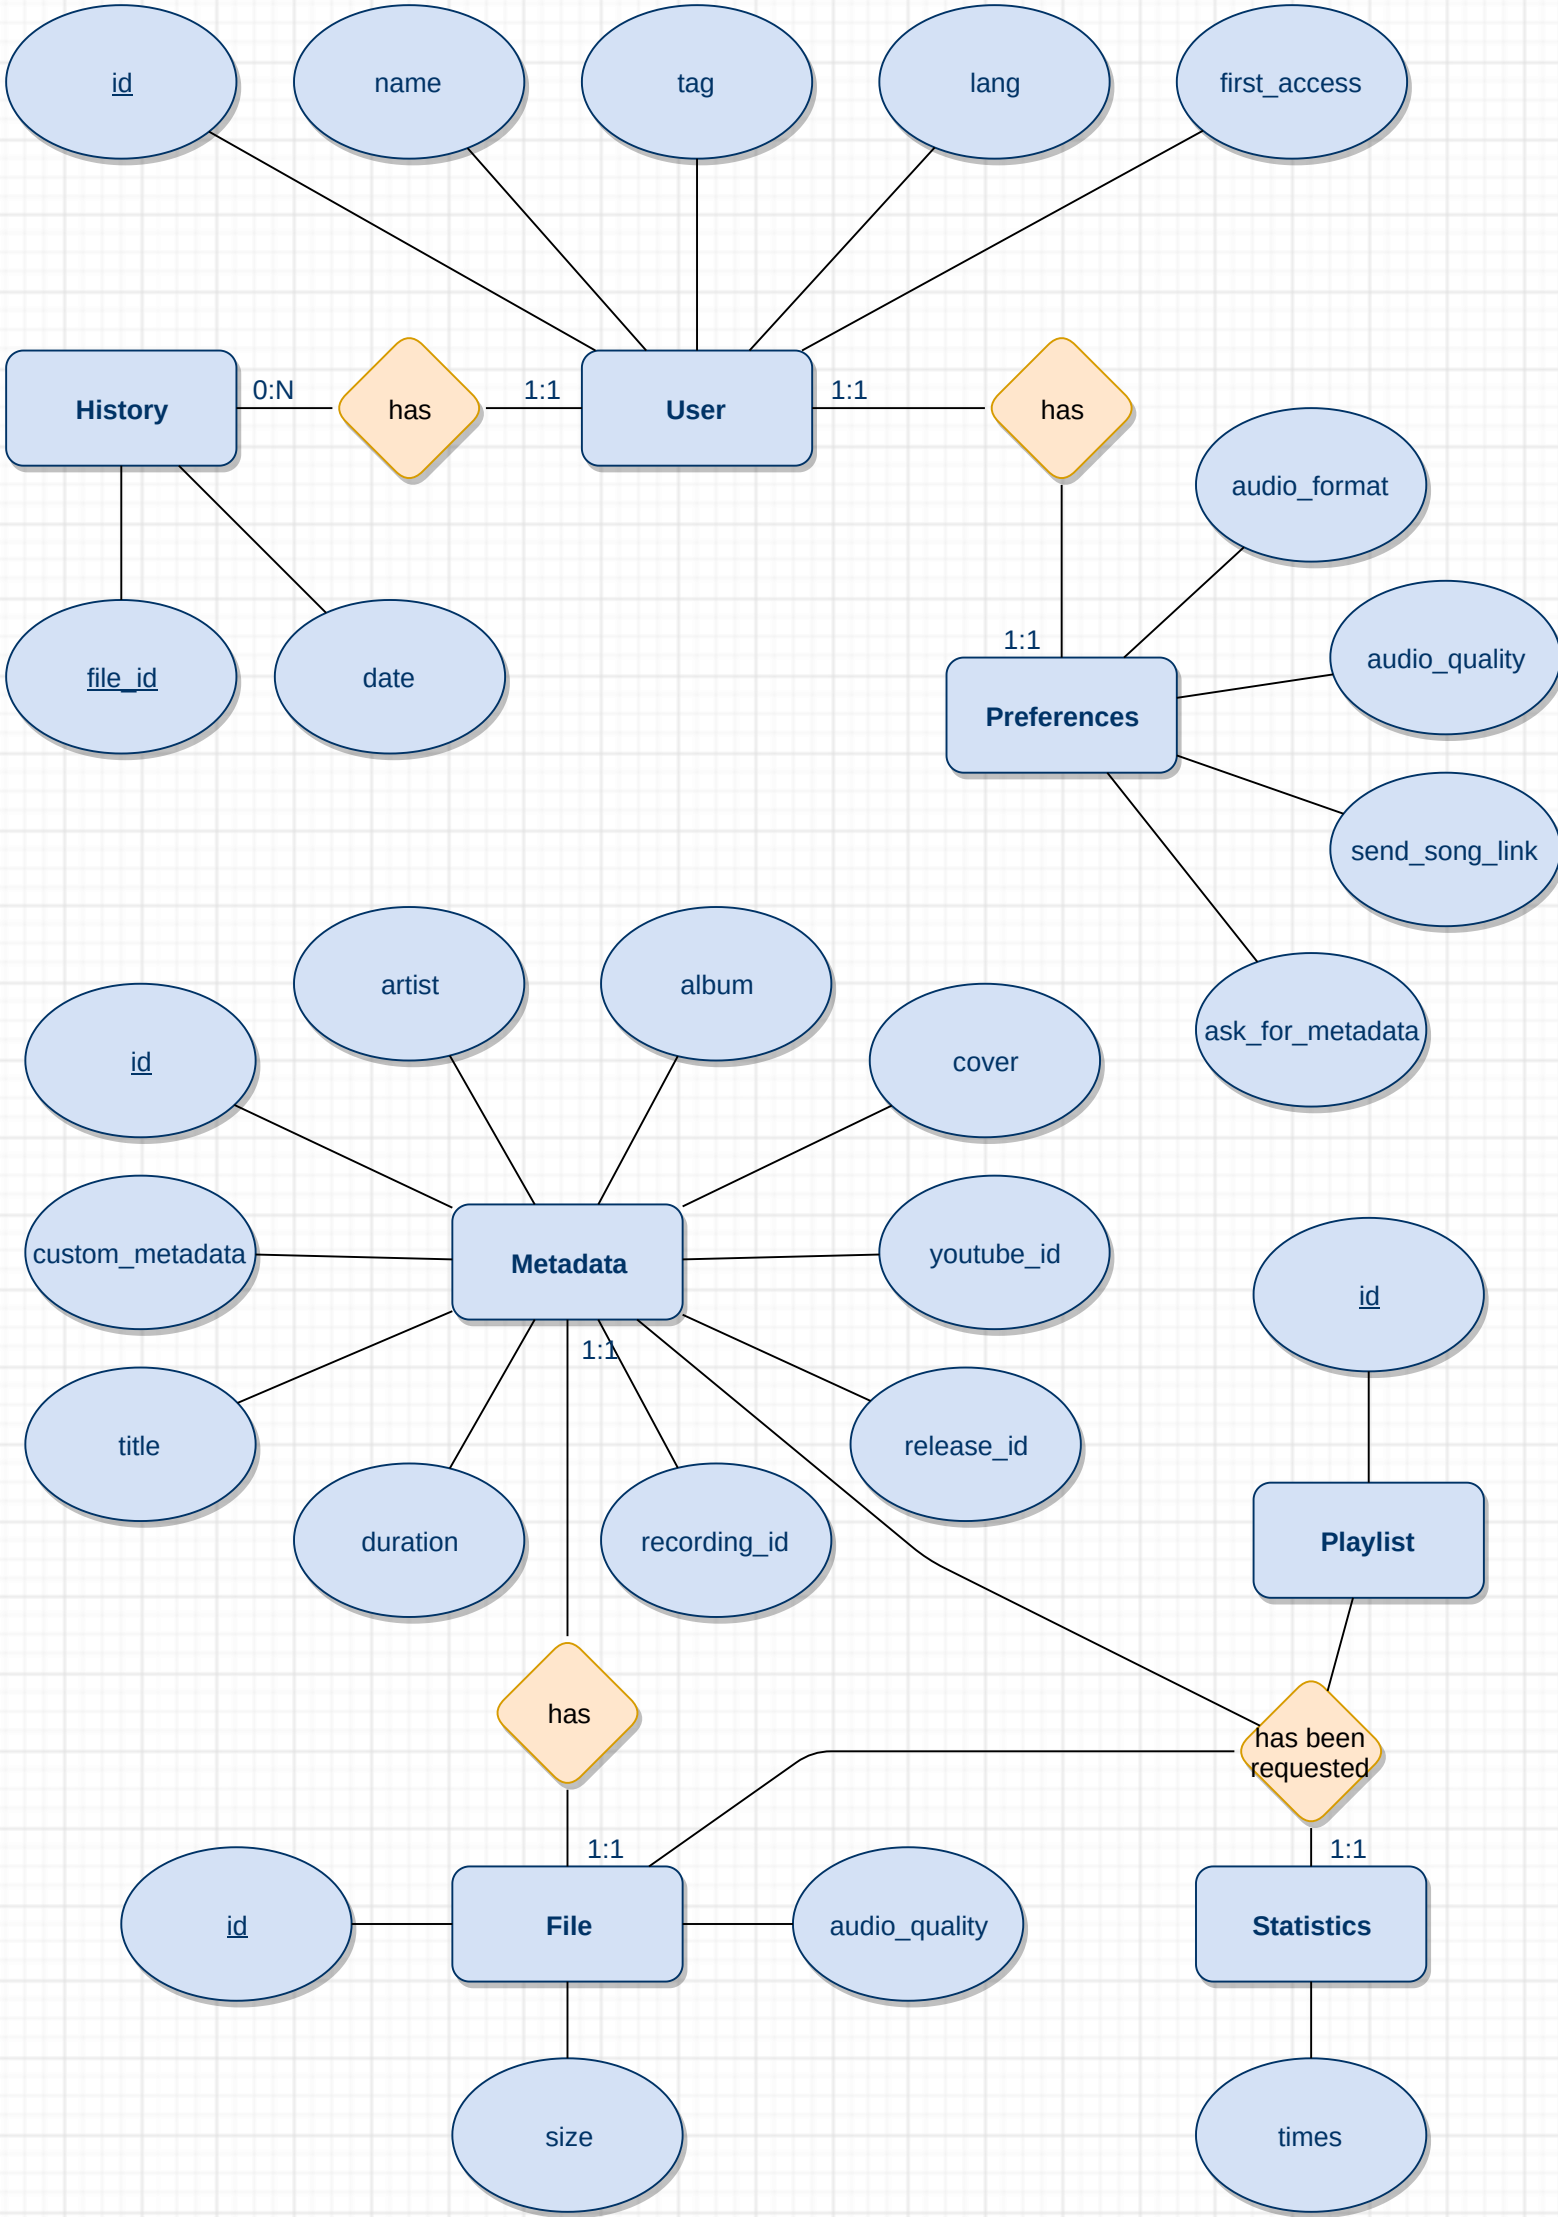 id
name
tag
lang
first_access
History
0:N
has
1:1
User
1:1
has
audio_format
audio_quality
1:1
Preferences
file_id
date
send_song_link
ask_for_metadata
artist
album
id
cover
custom_metadata
Metadata
youtube_id
id
1:1
title
release_id
duration
recording_id
Playlist
has
has been
requested
1:1
1:1
id
File
audio_quality
Statistics
size
times